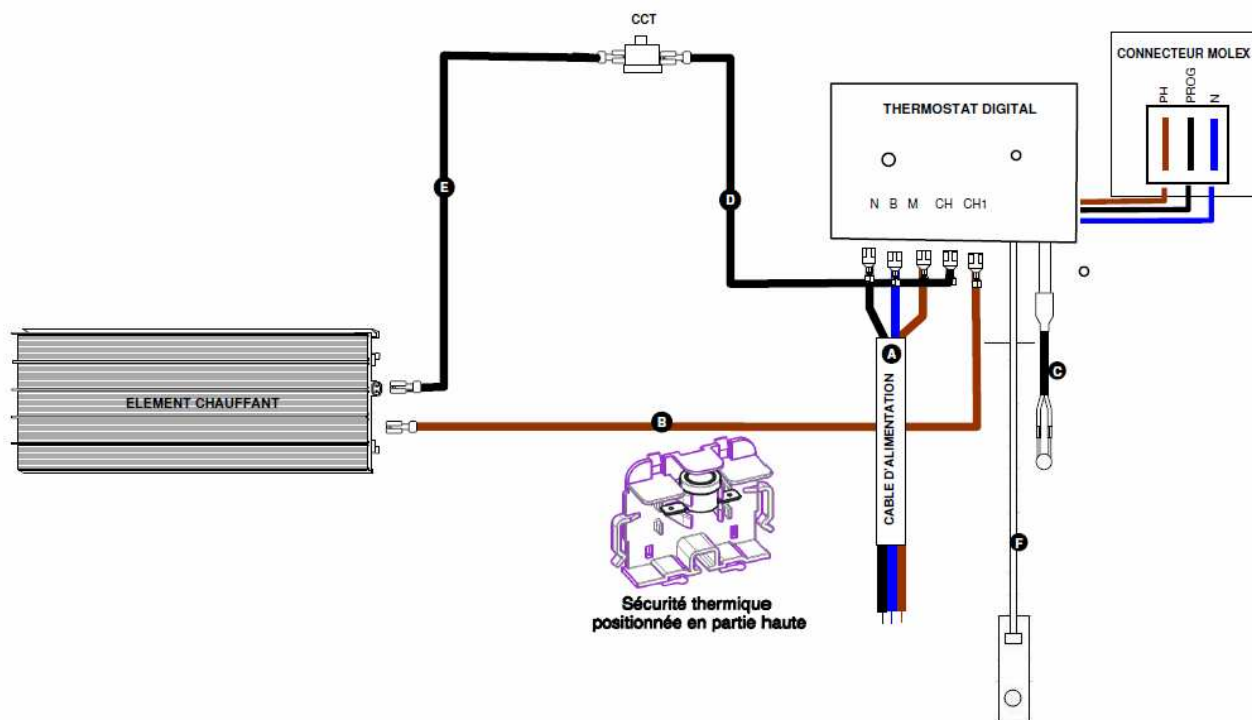 CCT
CONNECTEUR MOLEX
PH
PROG
N
THERMOSTAT DIGITAL
N B M CH CH1
E
D
A
C
ELEMENT CHAUFFANT
B
CABLE D'ALIMENTATION
F
Sécurité thermique
positionnée en partie haute